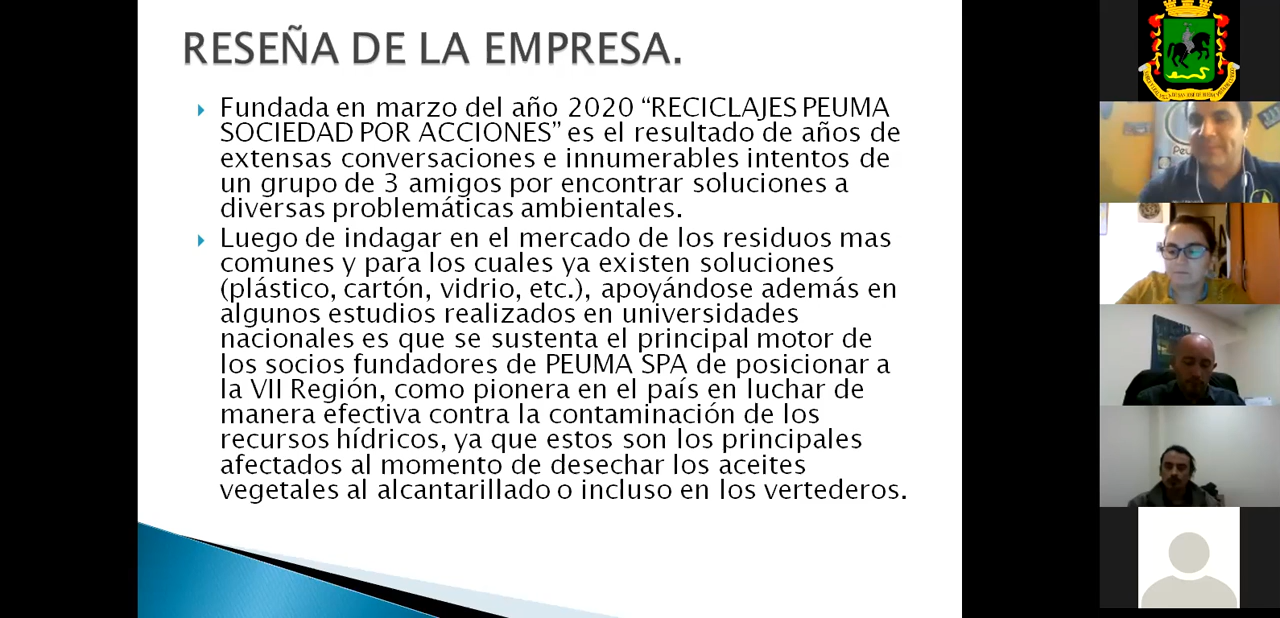 RESEÑA DE LA EMPRESA.
Fundada en marzo del año 2020 “RECICLAJES PEUMA
SOCIEDAD POR ACCIONES” es el resultado de años de
extensas conversaciones e innumerables intentos de
un grupo de 3 amigos por encontrar soluciones a
diversas problemáticas ambientales.
Luego de indagar en el mercado de los residuos mas
comunes y para los cuales ya existen soluciones
(plástico, cartón, vidrio, etc.), apoyándose además en
algunos estudios realizados en universidades
nacionales es que se sustenta el principal motor de
los socios fundadores de PEUMA SPA de posicionar a
la VII Región, como pionera en el país en luchar de
manera efectiva contra la contaminación de los
recursos hídricos, ya que estos son los principales
afectados al momento de desechar los aceites
vegetales al alcantarillado o incluso en los vertederos.